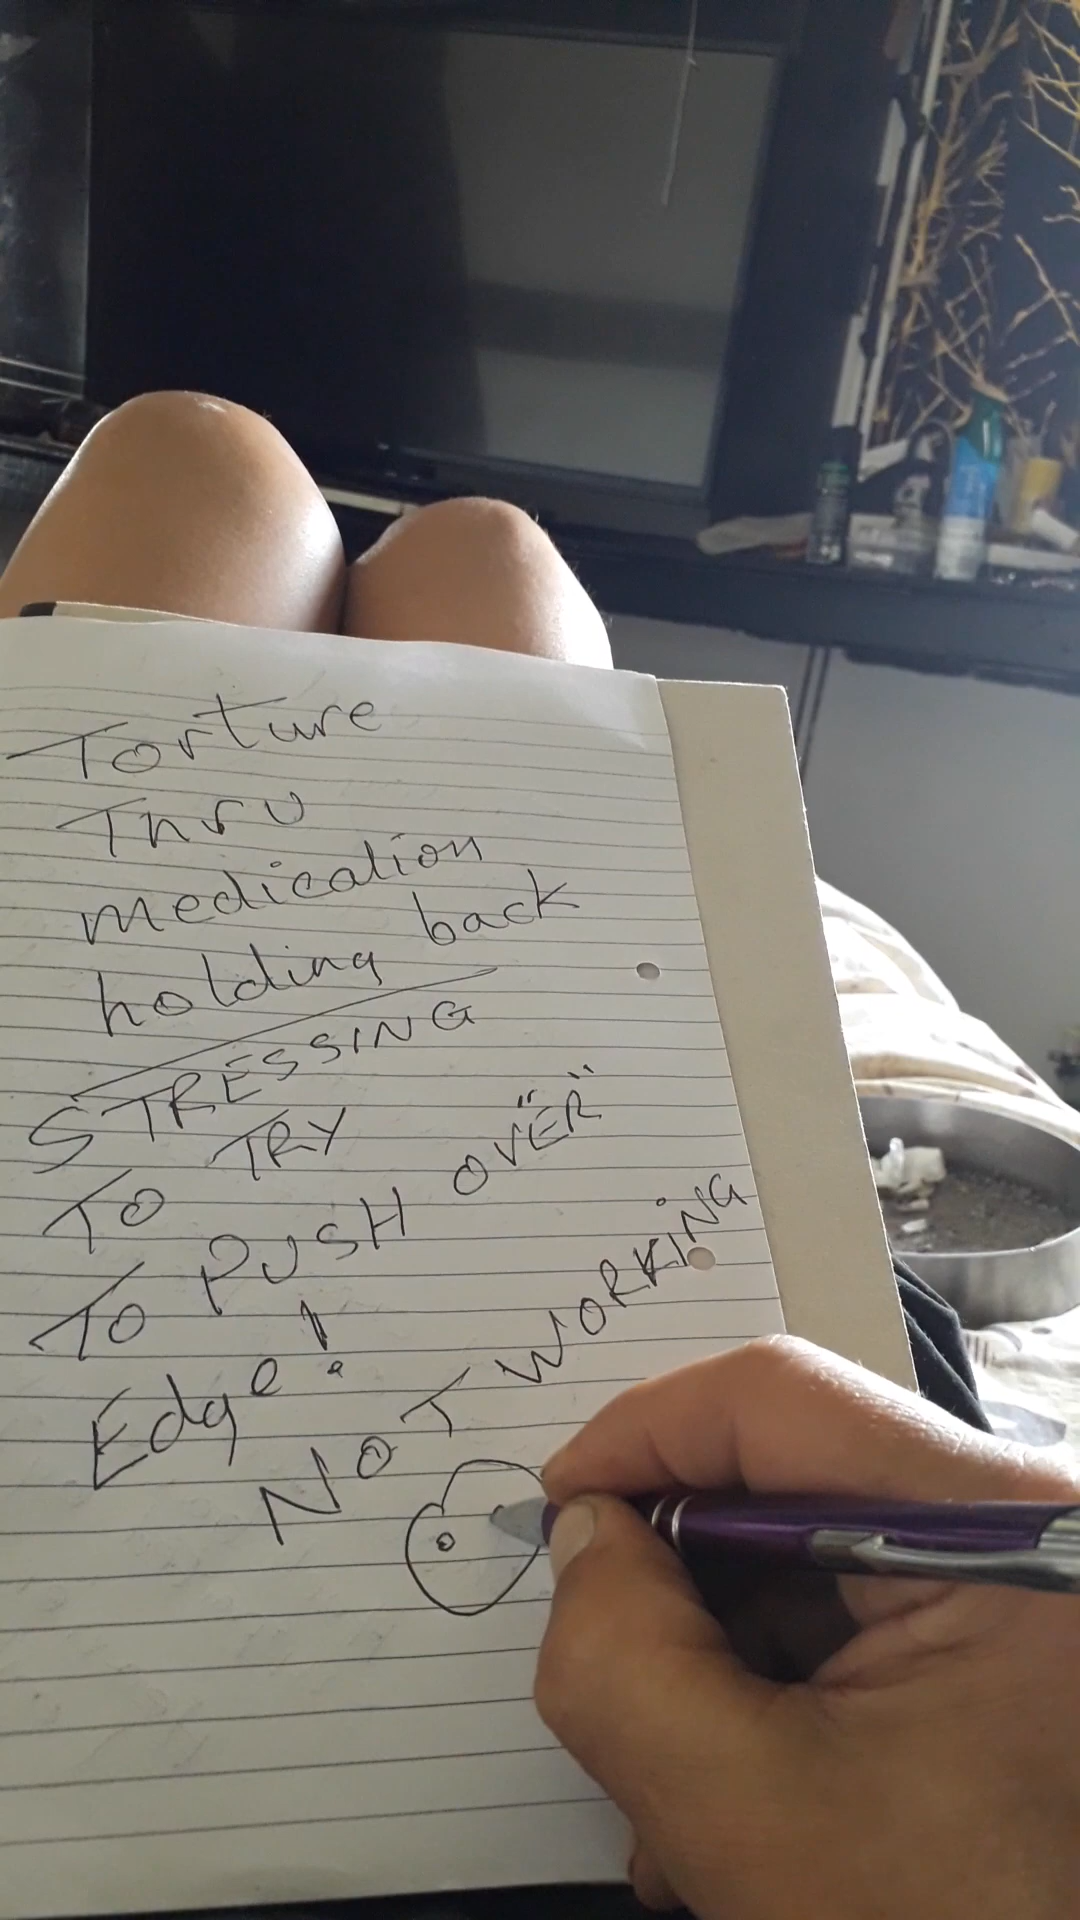 Torture
Thru
medication
holding back
STRESSING
TO TRY
TO PUSH OVER
Edge!
NOT WORKING